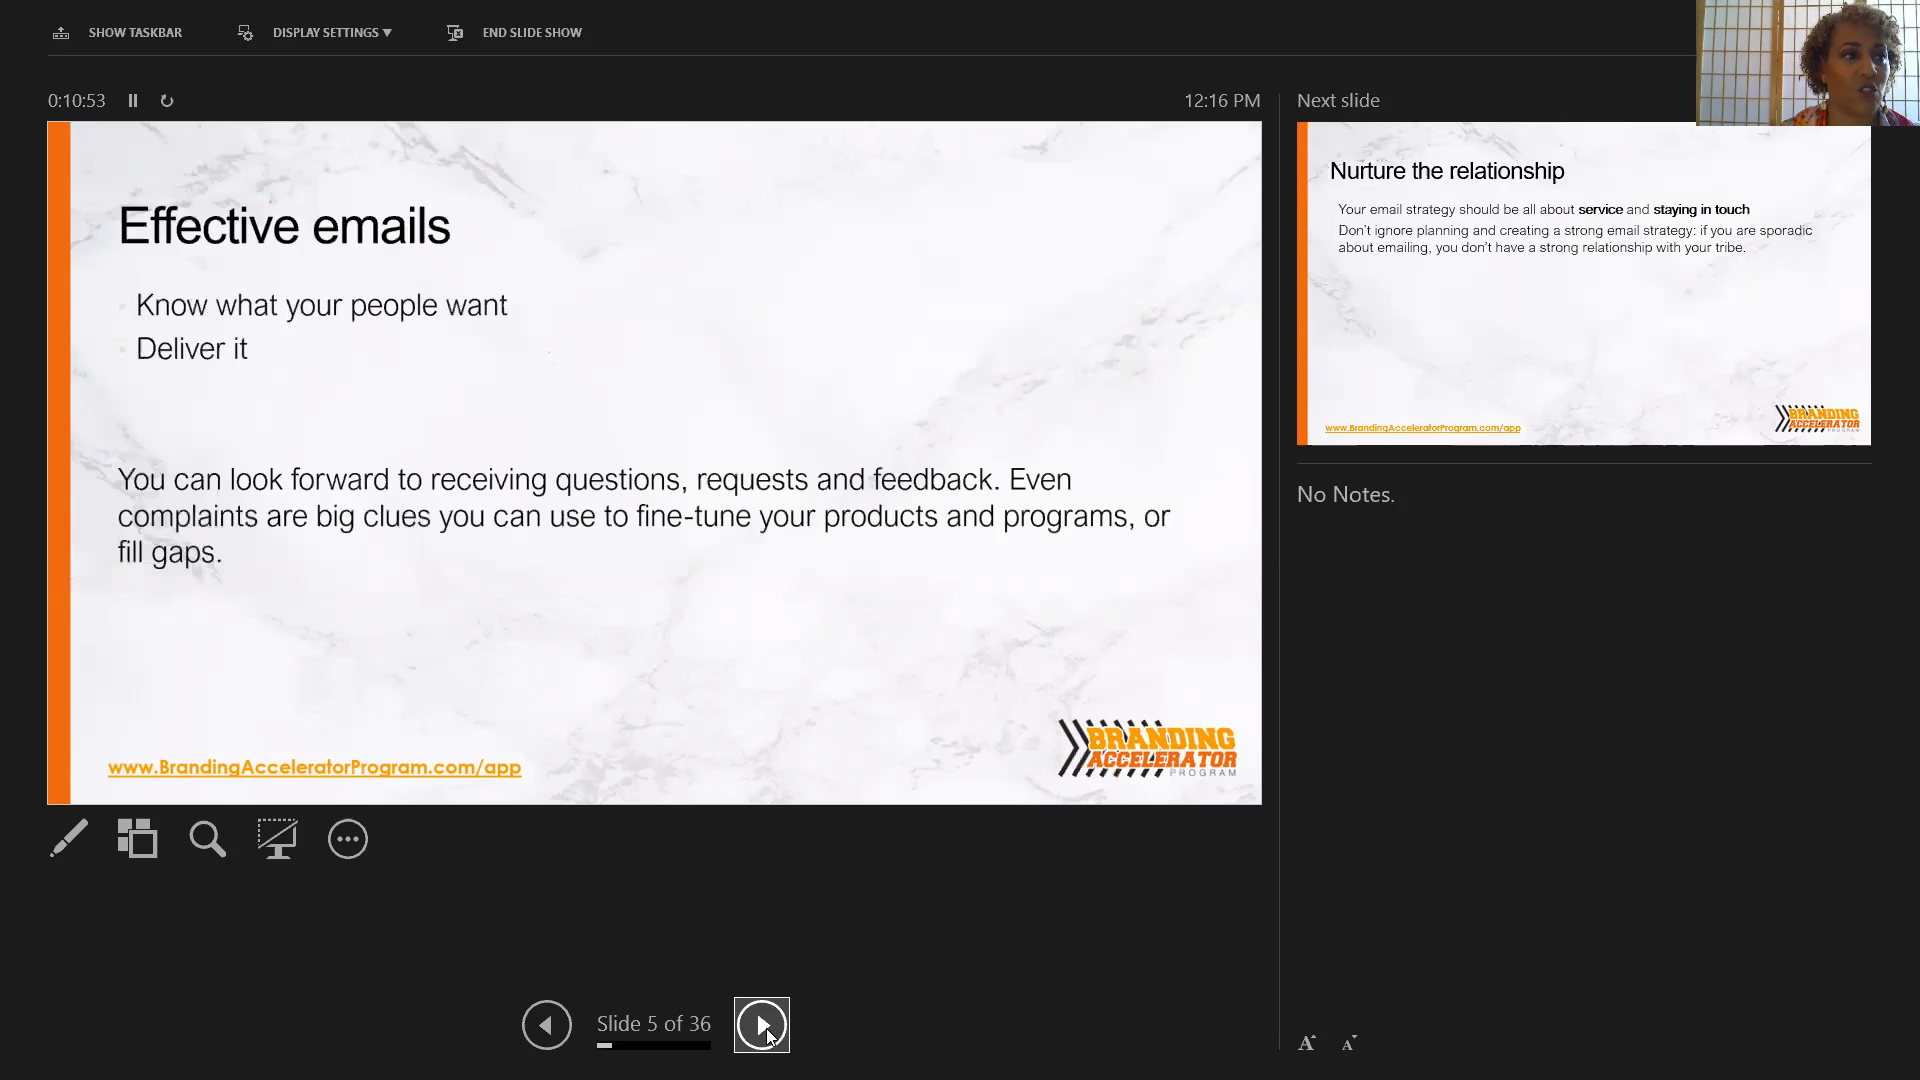 SHOW TASKBAR
DISPLAY SETTINGS ▼
END SLIDE SHOW
0:10:53
12:16 PM
Effective emails
Know what your people want
Deliver it
You can look forward to receiving questions, requests and feedback. Even
complaints are big clues you can use to fine-tune your products and programs, or
fill gaps.
www.BrandingAcceleratorProgram.com/app
BRANDING
ACCELERATOR
PROGRAM
Next slide
Nurture the relationship
Your email strategy should be all about service and staying in touch
Don't ignore planning and creating a strong email strategy: if you are sporadic
about emailing, you don't have a strong relationship with your tribe.
www.BrandingAcceleratorProgram.com/app
BRANDING
ACCELERATOR
PROGRAM
No Notes.
Slide 5 of 36
A A